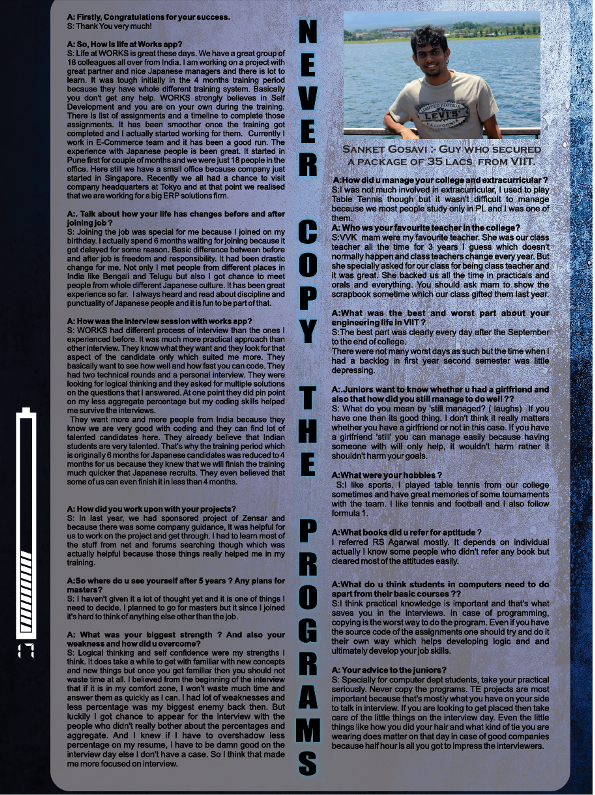 A: Firstly, Congratulations for your success.
S: Thank You very much!
A: So, How is life at Works app?
S: Life at WORKS is great these days. We have a great group of
18 colleagues all over from India. I am working on a project with
great partner and nice Japanese managers and there is lot to
learn. It was tough initially in the 4 months training period
because they have whole different training system. Basically
you don't get any help. WORKS strongly believes in Self
Development and you are on your own during the training.
There is list of assignments and a timeline to complete those
assignments. It has been smoother once the training got
completed and I actually started working for them. Currently I
work in E-Commerce team and it has been a good run. The
experience with Japanese people is been great. It started in
Pune first for couple of months and we were just 18 people in the
office. Here still we have a small office because company just
started in Singapore. Recently we all had a chance to visit
company headquarters at Tokyo and at that point we realised
that we are working for a big ERP solutions firm.
A:. Talk about how your life has changes before and after
joining job ?
S: Joining the job was special for me because I joined on my
birthday. I actually spend 6 months waiting for joining because it
got delayed for some reason. Basic difference between before
and after job is freedom and responsibility. It had been drastic
change for me. Not only I met people from different places in
India like Bengali and Telugu but also I got chance to meet
people from whole different Japanese culture. It has been great
experience so far. I always heard and read about discipline and
punctuality of Japanese people and it is fun to be part of that.
A: How was the interview session with works app?
S: WORKS had different process of interview than the ones I
experienced before. It was much more practical approach than
other interview. They know what they want and they look for that
aspect of the candidate only which suited me more. They
basically want to see how well and how fast you can code. They
had two technical rounds and a personal interview. They were
looking for logical thinking and they asked for multiple solutions
on the questions that I answered. At one point they did pin point
on my less aggregate percentage but my coding skills helped
me survive the interviews.
They want more and more people from India because they
know we are very good with coding and they can find lot of
talented candidates here. They already believe that Indian
students are very talented. That's why the training period which
is originally 6 months for Japanese candidates was reduced to 4
months for us because they knew that we will finish the training
much quicker that Japanese recruits. They even believed that
some of us can even finish it in less than 4 months.
A: How did you work upon with your projects?
S: In last year, we had sponsored project of Zensar and
because there was some company guidance, it was helpful for
us to work on the project and get through. I had to learn most of
the stuff from net and forums searching though which was
actually helpful because those things really helped me in my
training.
A:So where do u see yourself after 5 years ? Any plans for
masters?
S: I haven't given it a lot of thought yet and it is one of things I
need to decide. I planned to go for masters but it since I joined
it's hard to think of anything else other than the job.
A: What was your biggest strength ? And also your
weakness and how did u overcome?
S: Logical thinking and self confidence were my strengths I
think. It does take a while to get with familiar with new concepts
and new things but once you get familiar then you should not
waste time at all. I believed from the beginning of the interview
that if it is in my comfort zone, I won't waste much time and
answer them as quickly as I can. I had lot of weaknesses and
less percentage was my biggest enemy back then. But
luckily I got chance to appear for the interview with the
people who didn't really bother about the percentages and
aggregate. And I knew if I have to overshadow less
percentage on my resume, I have to be damn good on the
interview day else I don't have a case. So I think that made
me more focused on interview.
NEVER COPY THE PROGRAMS
LEVI'S
Sanket Gosavi :- Guy who secured
a package of 35 lacs from VIIT.
A:How did u manage your college and extracurricular ?
S:I was not much involved in extracurricular, I used to play
Table Tennis though but it wasn't difficult to manage
because we most people study only in PL and I was one of
them.
A: Who ws your favourite teacher in the college?
S:VVK mam were my favourite teacher. She was our class
teacher all the time for 3 years I guess which doesn't
normally happen and class teachers change every year. But
she specially asked for our class for being class teacher and
it was great. She backed us all the time in practicals and
orals and everything. You should ask mam to show the
scrapbook sometime which our class gifted them last year.
A:What was the best and worst part about your
engineering life in VIIT ?
S:The best part was clearly every day after the September
to the end of college.
There were not many worst days as such but the time when I
had a backlog in first year second semester was little
depressing.
A:. Juniors want to know whether u had a girlfriend and
also that how did you still manage to do well ??
S: What do you mean by 'still managed? ( laughs) If you
have one then its good thing. I don't think it really matters
whether you have a girlfriend or not in this case. If you have
a girlfriend 'still' you can manage easily because having
someone with will only help, it wouldn't harm rather it
shouldn't harm your goals.
A:What were your hobbies ?
S:I like sports, I played table tennis from our college
sometimes and have great memories of some tournaments
with the team. I like tennis and football and I also follow
formula 1.
A:What books did u refer for aptitude ?
I referred RS Agarwal mostly. It depends on individual
actually I know some people who didn't refer any book but
cleared most of the attitudes easily.
A:What do u think students in computers need to do
apart from their basic courses ??
S:I think practical knowledge is important and that's what
saves you in the interviews. In case of programming,
copying is the worst way to do the program. Even if you have
the source code of the assignments one should try and do it
their own way which helps developing logic and and
ultimately develop your job skills.
A: Your advice to the juniors?
S: Specially for computer dept students, take your practical
seriously. Never copy the programs. TE projects are most
important because that's mostly what you have on your side
to talk in interview. If you are looking to get placed then take
care of the little things on the interview day. Even the little
things like how you did your hair and what kind of tie you are
wearing does matter on that day in case of good companies
because half hour is all you got to impress the interviewers.